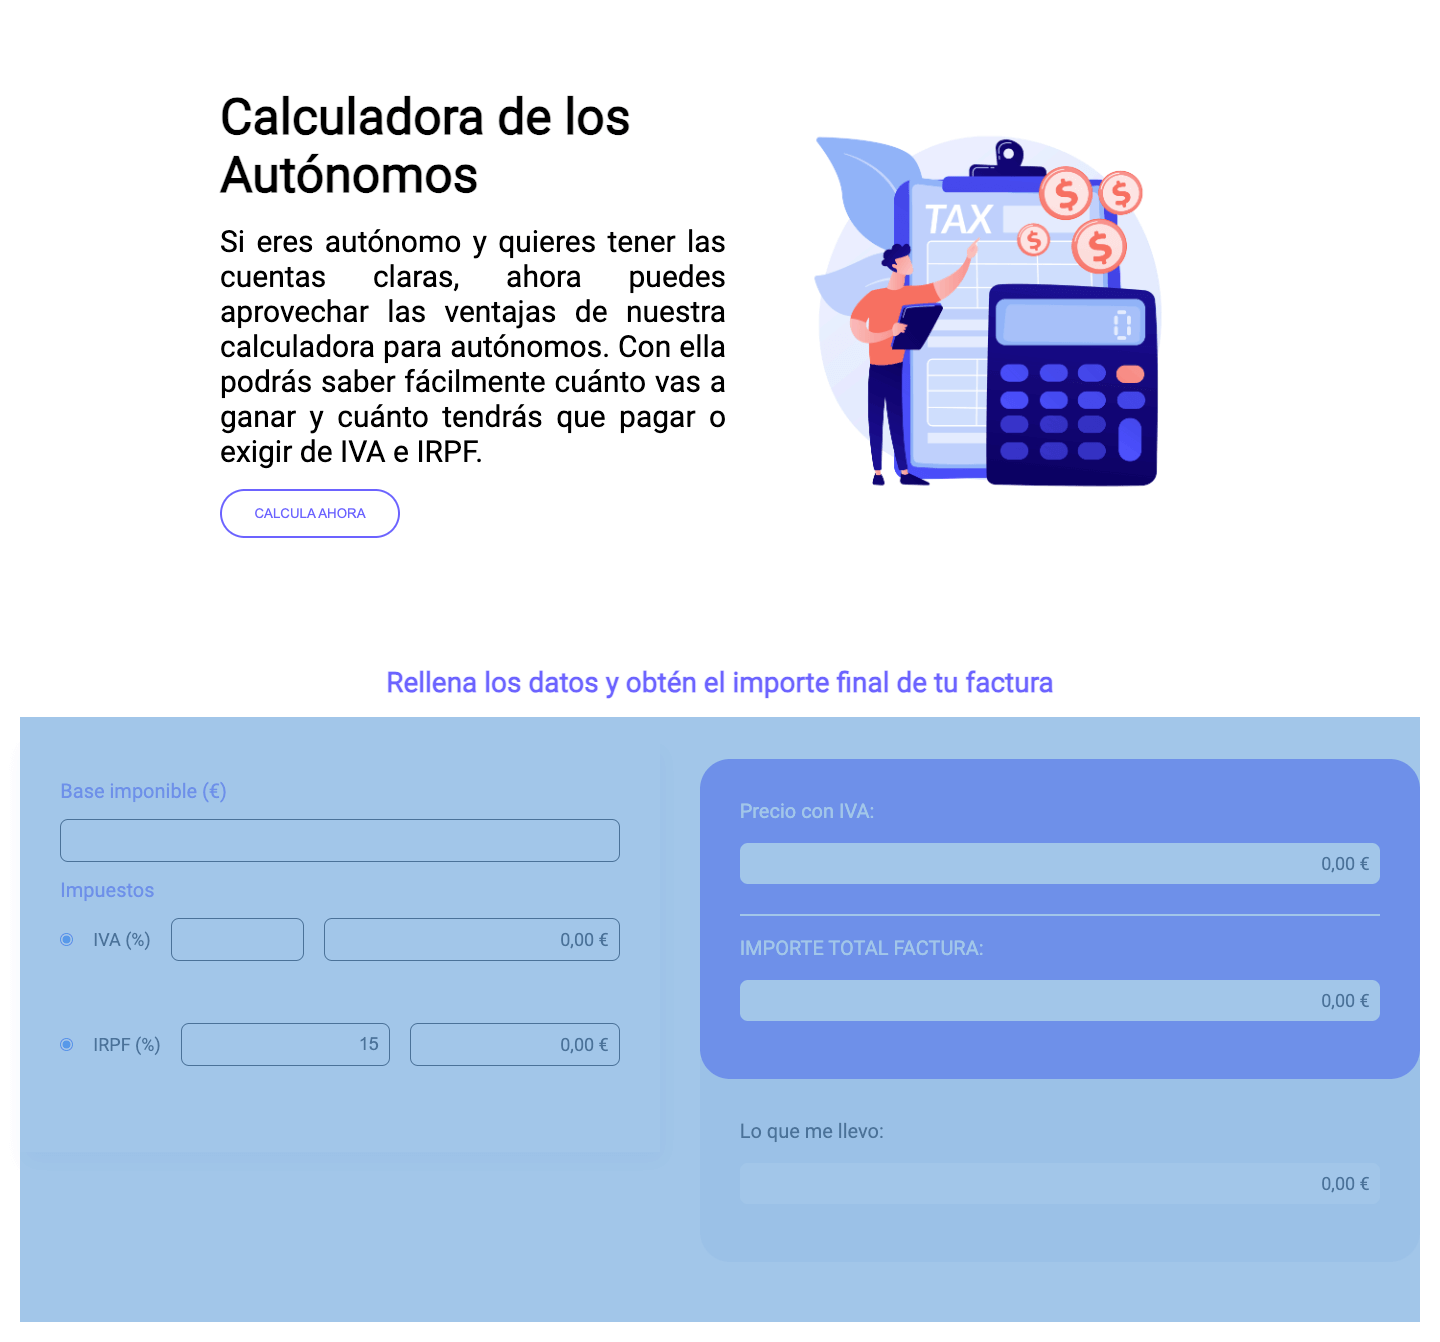 Calculadora de los
Autónomos
Si eres autónomo y quieres tener las
cuentas claras, ahora puedes
aprovechar las ventajas de nuestra
calculadora para autónomos. Con ella
podrás saber fácilmente cuánto vas a
ganar y cuánto tendrás que pagar o
exigir de IVA e IRPF.
CALCULA AHORA
TAX
$
$
$
$
0
Rellena los datos y obtén el importe final de tu factura
Base imponible (€)
Impuestos
IVA (%)
0,00 €
IRPF (%)
15
0,00 €
Precio con IVA:
0,00 €
IMPORTE TOTAL FACTURA:
0,00 €
Lo que me llevo:
0,00 €